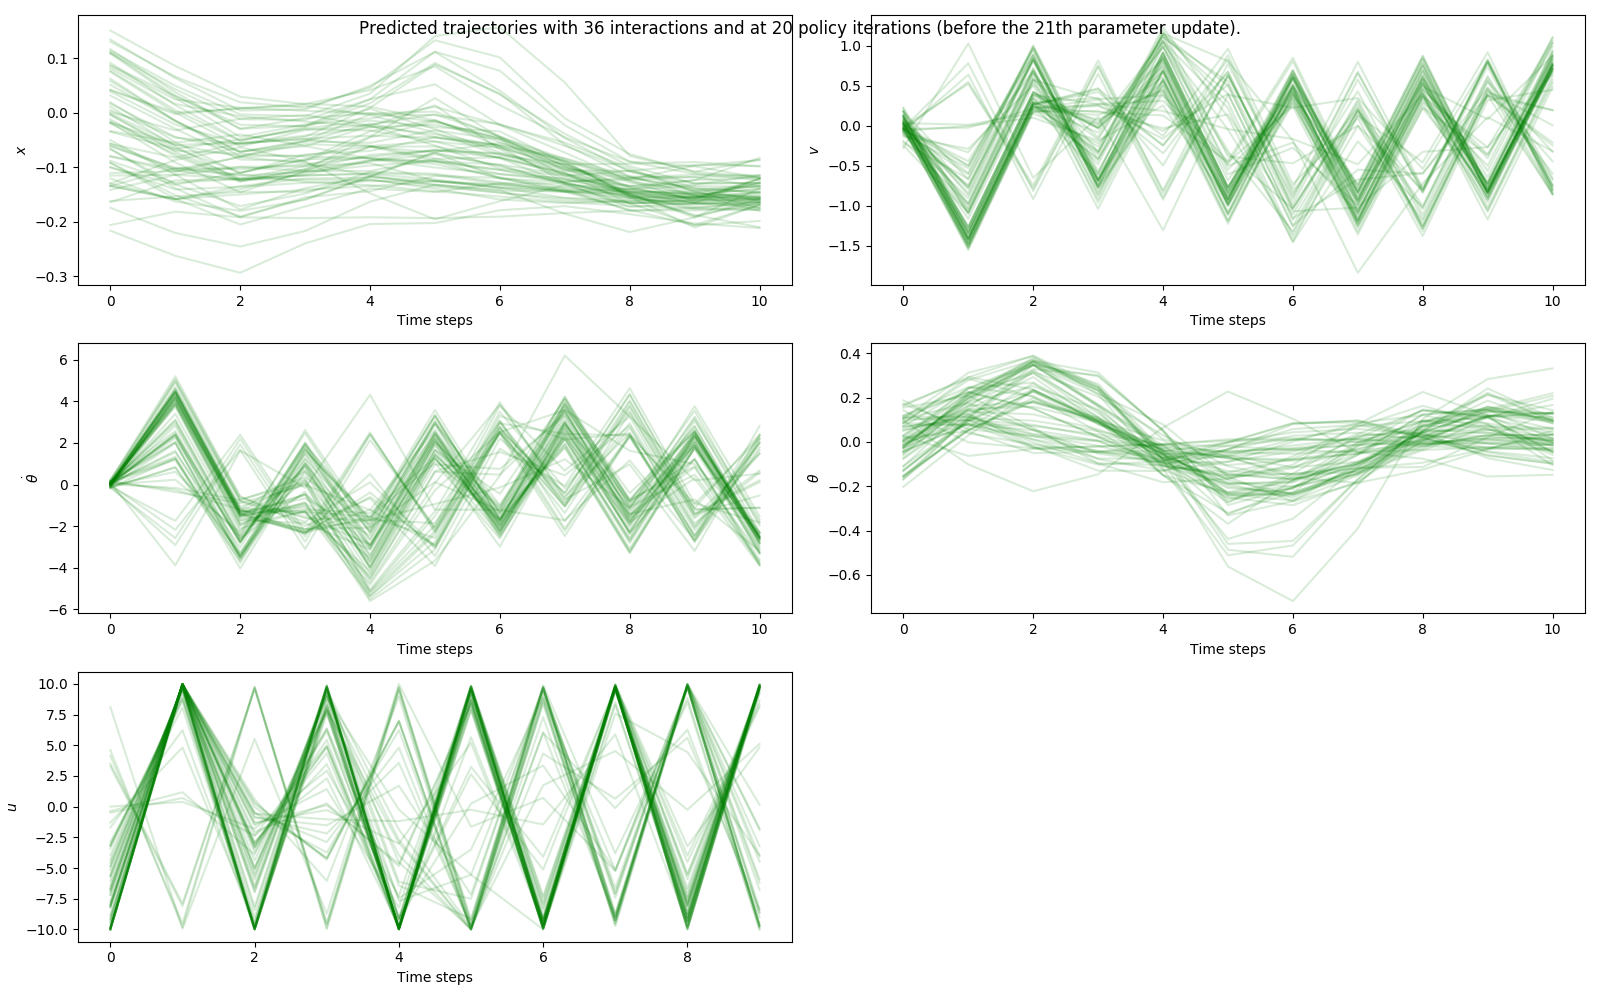 Predicted trajectories with 36 interactions and at 20 policy iterations (before the 21th parameter update).
0.1
0.0
−0.1
−0.2
−0.3
x
0 2 4 6 8 10
Time steps
1.0
0.5
0.0
−0.5
−1.0
−1.5
v
0 2 4 6 8 10
Time steps
6
4
2
0
−2
−4
−6
θ̇
0 2 4 6 8 10
Time steps
0.4
0.2
0.0
−0.2
−0.4
−0.6
θ
0 2 4 6 8 10
Time steps
10.0
7.5
5.0
2.5
0.0
−2.5
−5.0
−7.5
−10.0
u
0 2 4 6 8
Time steps